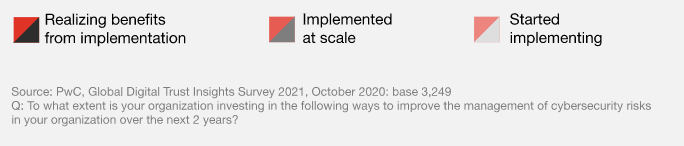 Realizing benefits
from implementation
Implemented
at scale
Started
implementing
Source: PwC, Global Digital Trust Insights Survey 2021, October 2020: base 3,249
Q: To what extent is your organization investing in the following ways to improve the management of cybersecurity risks
in your organization over the next 2 years?